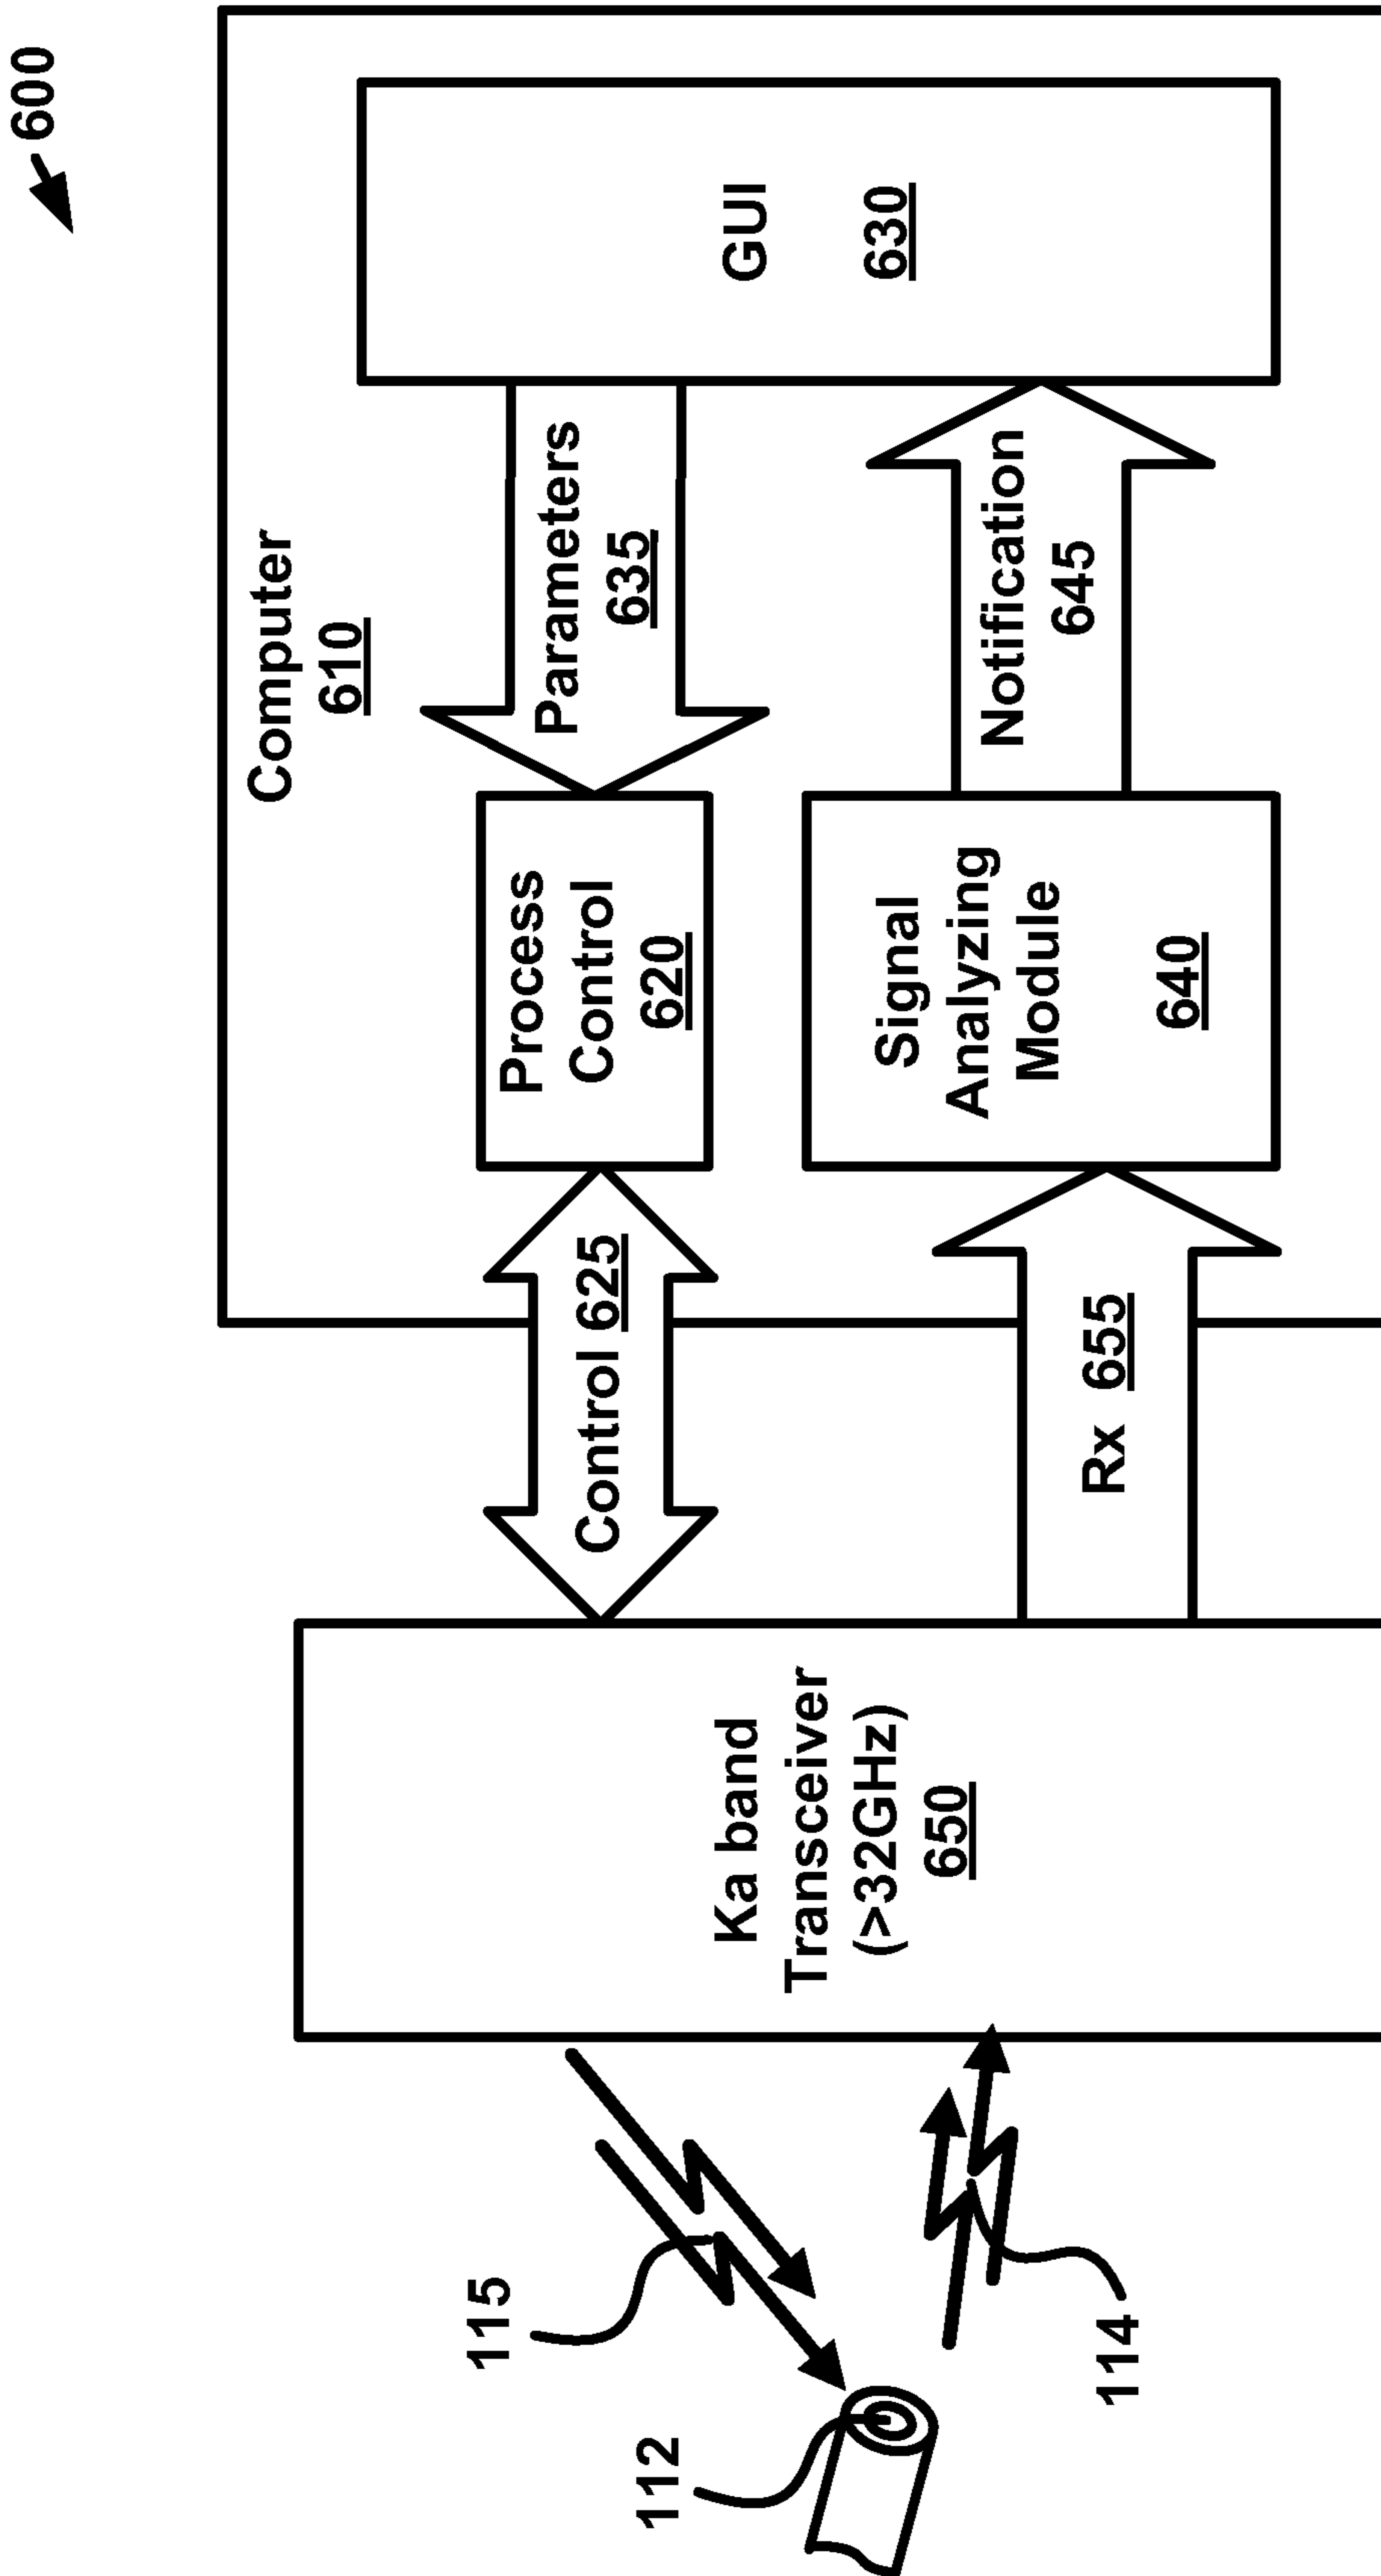 600
Computer
610
GUI
630
Parameters
635
Notification
645
Process
Control
620
Signal
Analyzing
Module
640
Control 625
Rx 655
Ka band
Transceiver
(>32GHz)
650
115
114
112